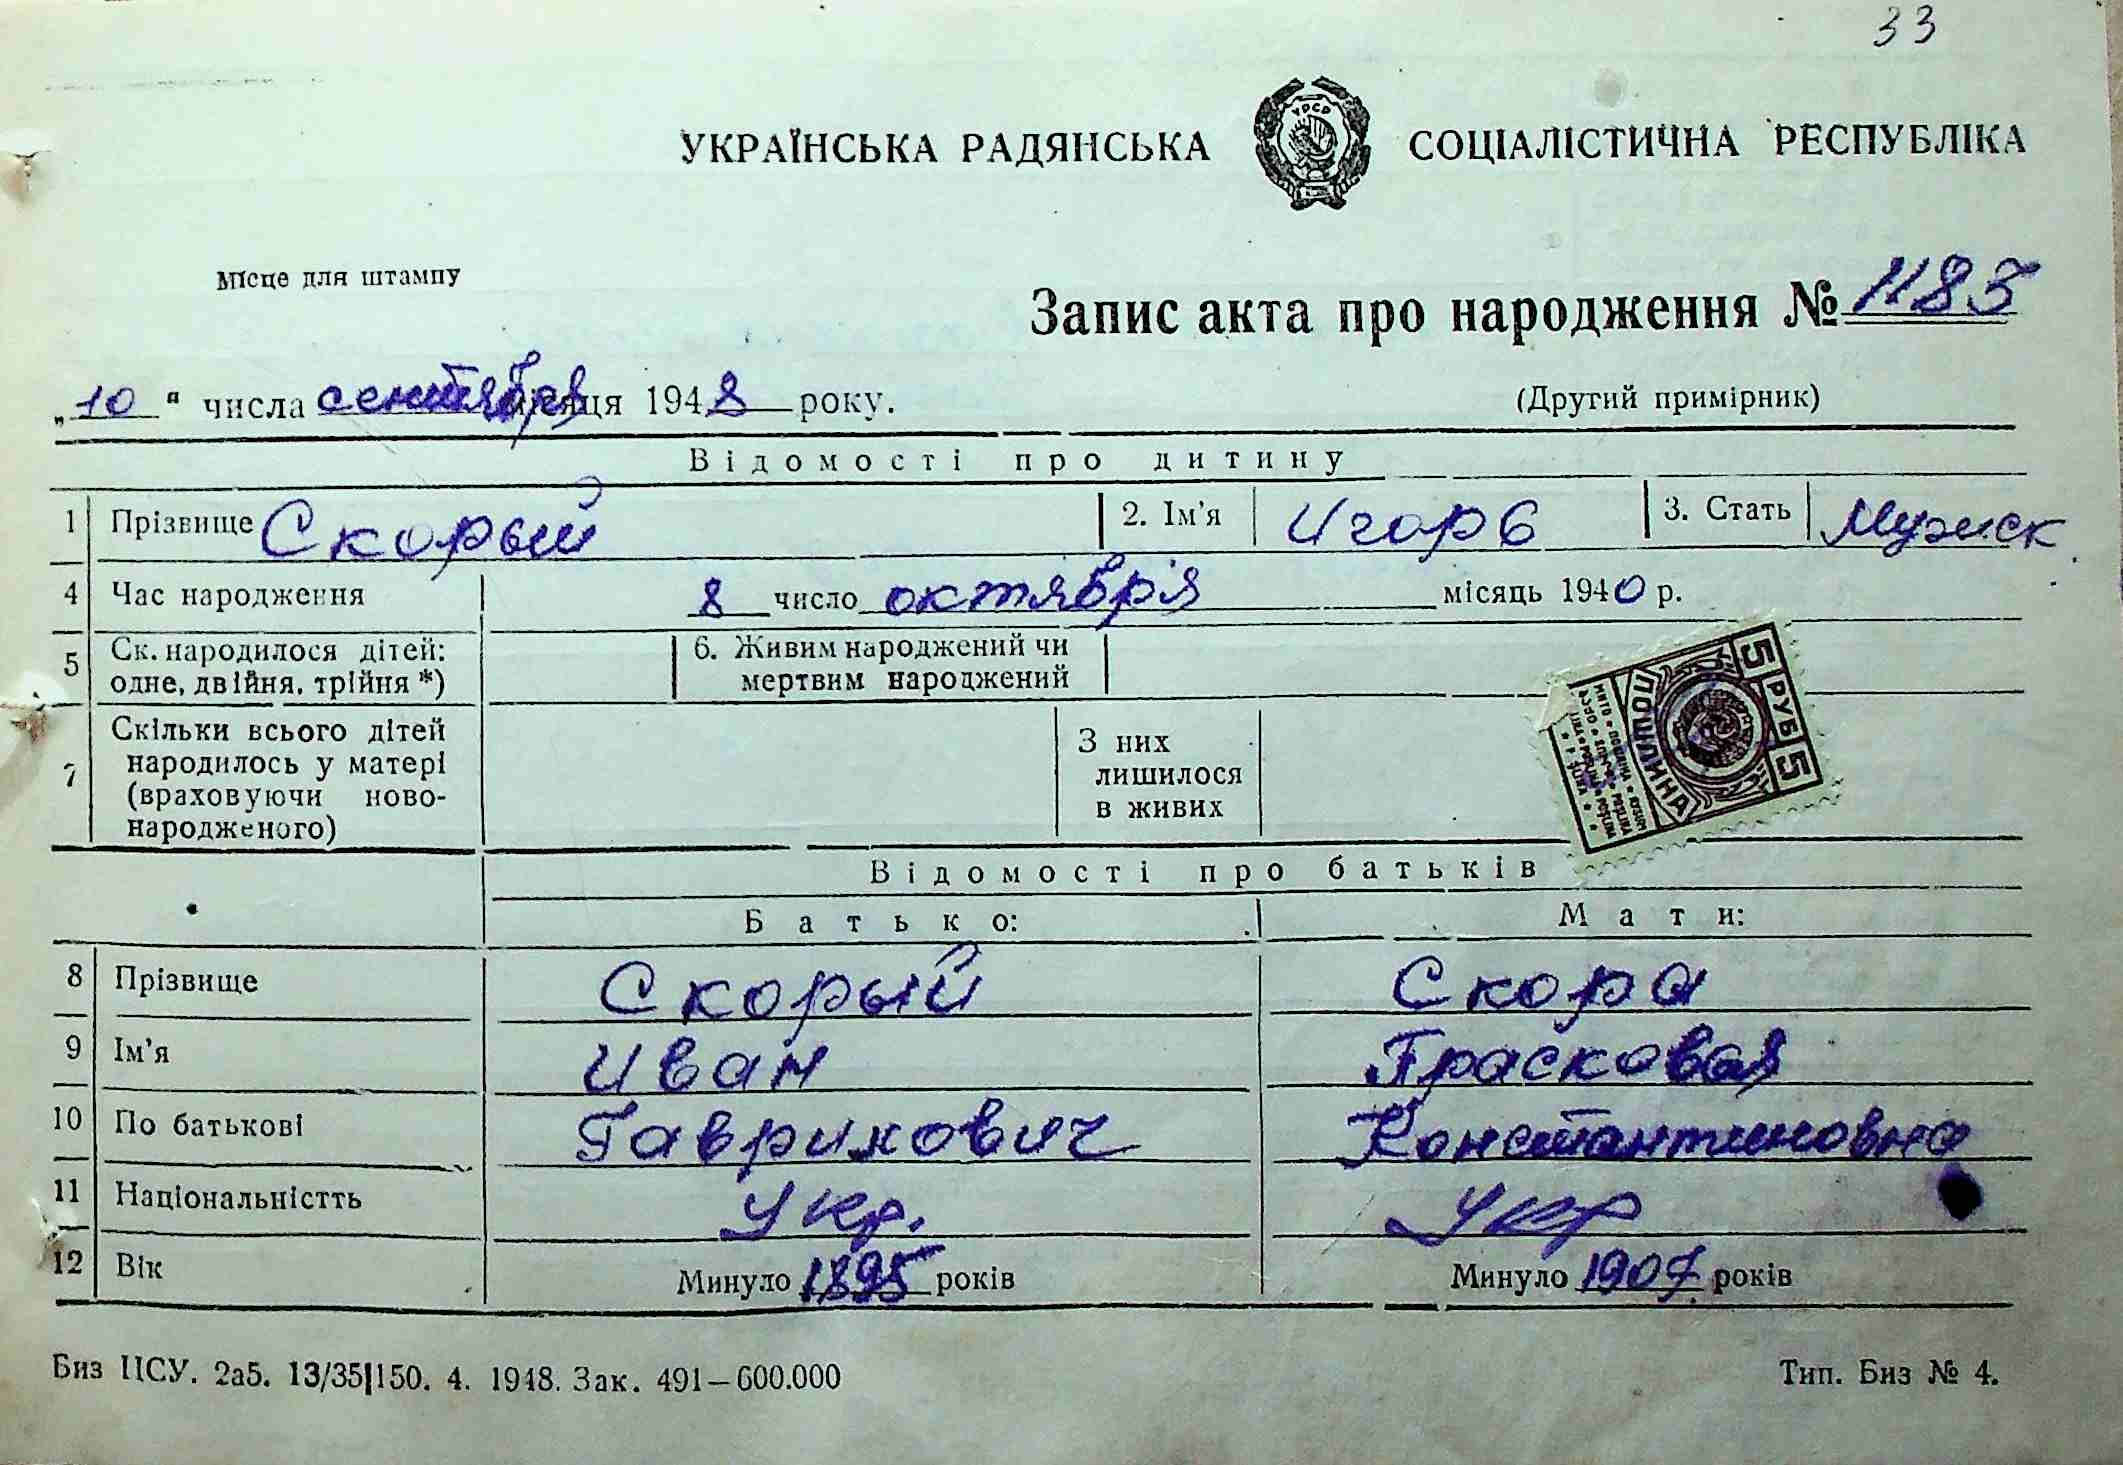 33
УКРАЇНСЬКА РАДЯНСЬКА СОЦІАЛІСТИЧНА РЕСПУБЛІКА
УРСР
Місце для штампу
Запис акта про народження № 1185
„10“ числа сентября місяця 1948 року.
(Другий примірник)
Відомості про дитину
1 Прізвище Скорый 2. Ім'я Игорь 3. Стать Мужск
4 Час народження 8 число октября місяць 1940 р.
5 Ск. народилося дітей: одне, двійня, трійня *) 6. Живим народжений чи мертвим народжений
7 Скільки всього дітей народилось у матері (враховуючи ново-народженого) З них лишилося в живих
5 РУБ 5
ПОШЛИНА
Відомості про батьків
Батько: Мати:
8 Прізвище Скорый Скора
9 Ім'я Иван Прасковая
10 По батькові Гаврилович Константиновна
11 Національністть Укр. Укр
12 Вік Минуло 1895 років Минуло 1907 років
Биз ЦСУ. 2а5. 13/35|150. 4. 1948. Зак. 491—600.000
Тип. Биз № 4.